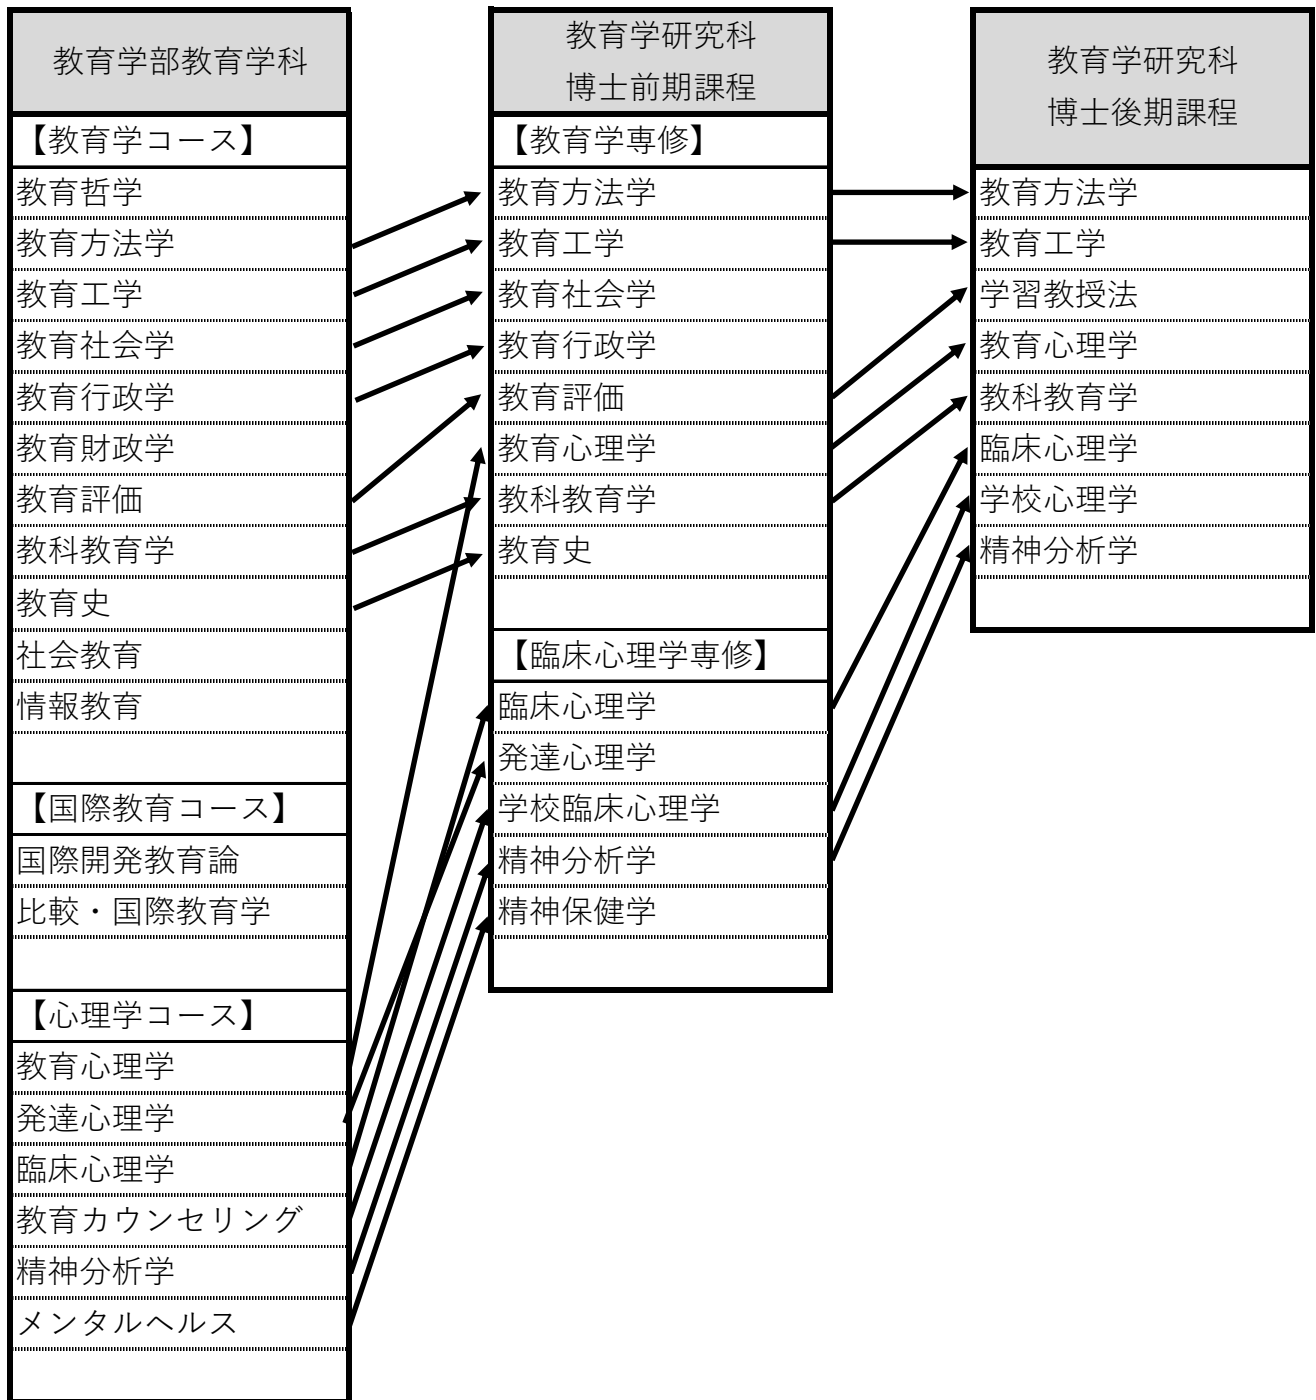 教育学部教育学科
【教育学コース】
教育哲学
教育方法学
教育工学
教育社会学
教育行政学
教育財政学
教育評価
教科教育学
教育史
社会教育
情報教育
【国際教育コース】
国際開発教育論
比較・国際教育学
【心理学コース】
教育心理学
発達心理学
臨床心理学
教育カウンセリング
精神分析学
メンタルヘルス
教育学研究科
博士前期課程
【教育学専修】
教育方法学
教育工学
教育社会学
教育行政学
教育評価
教育心理学
教科教育学
教育史
【臨床心理学専修】
臨床心理学
発達心理学
学校臨床心理学
精神分析学
精神保健学
教育学研究科
博士後期課程
教育方法学
教育工学
学習教授法
教育心理学
教科教育学
臨床心理学
学校心理学
精神分析学